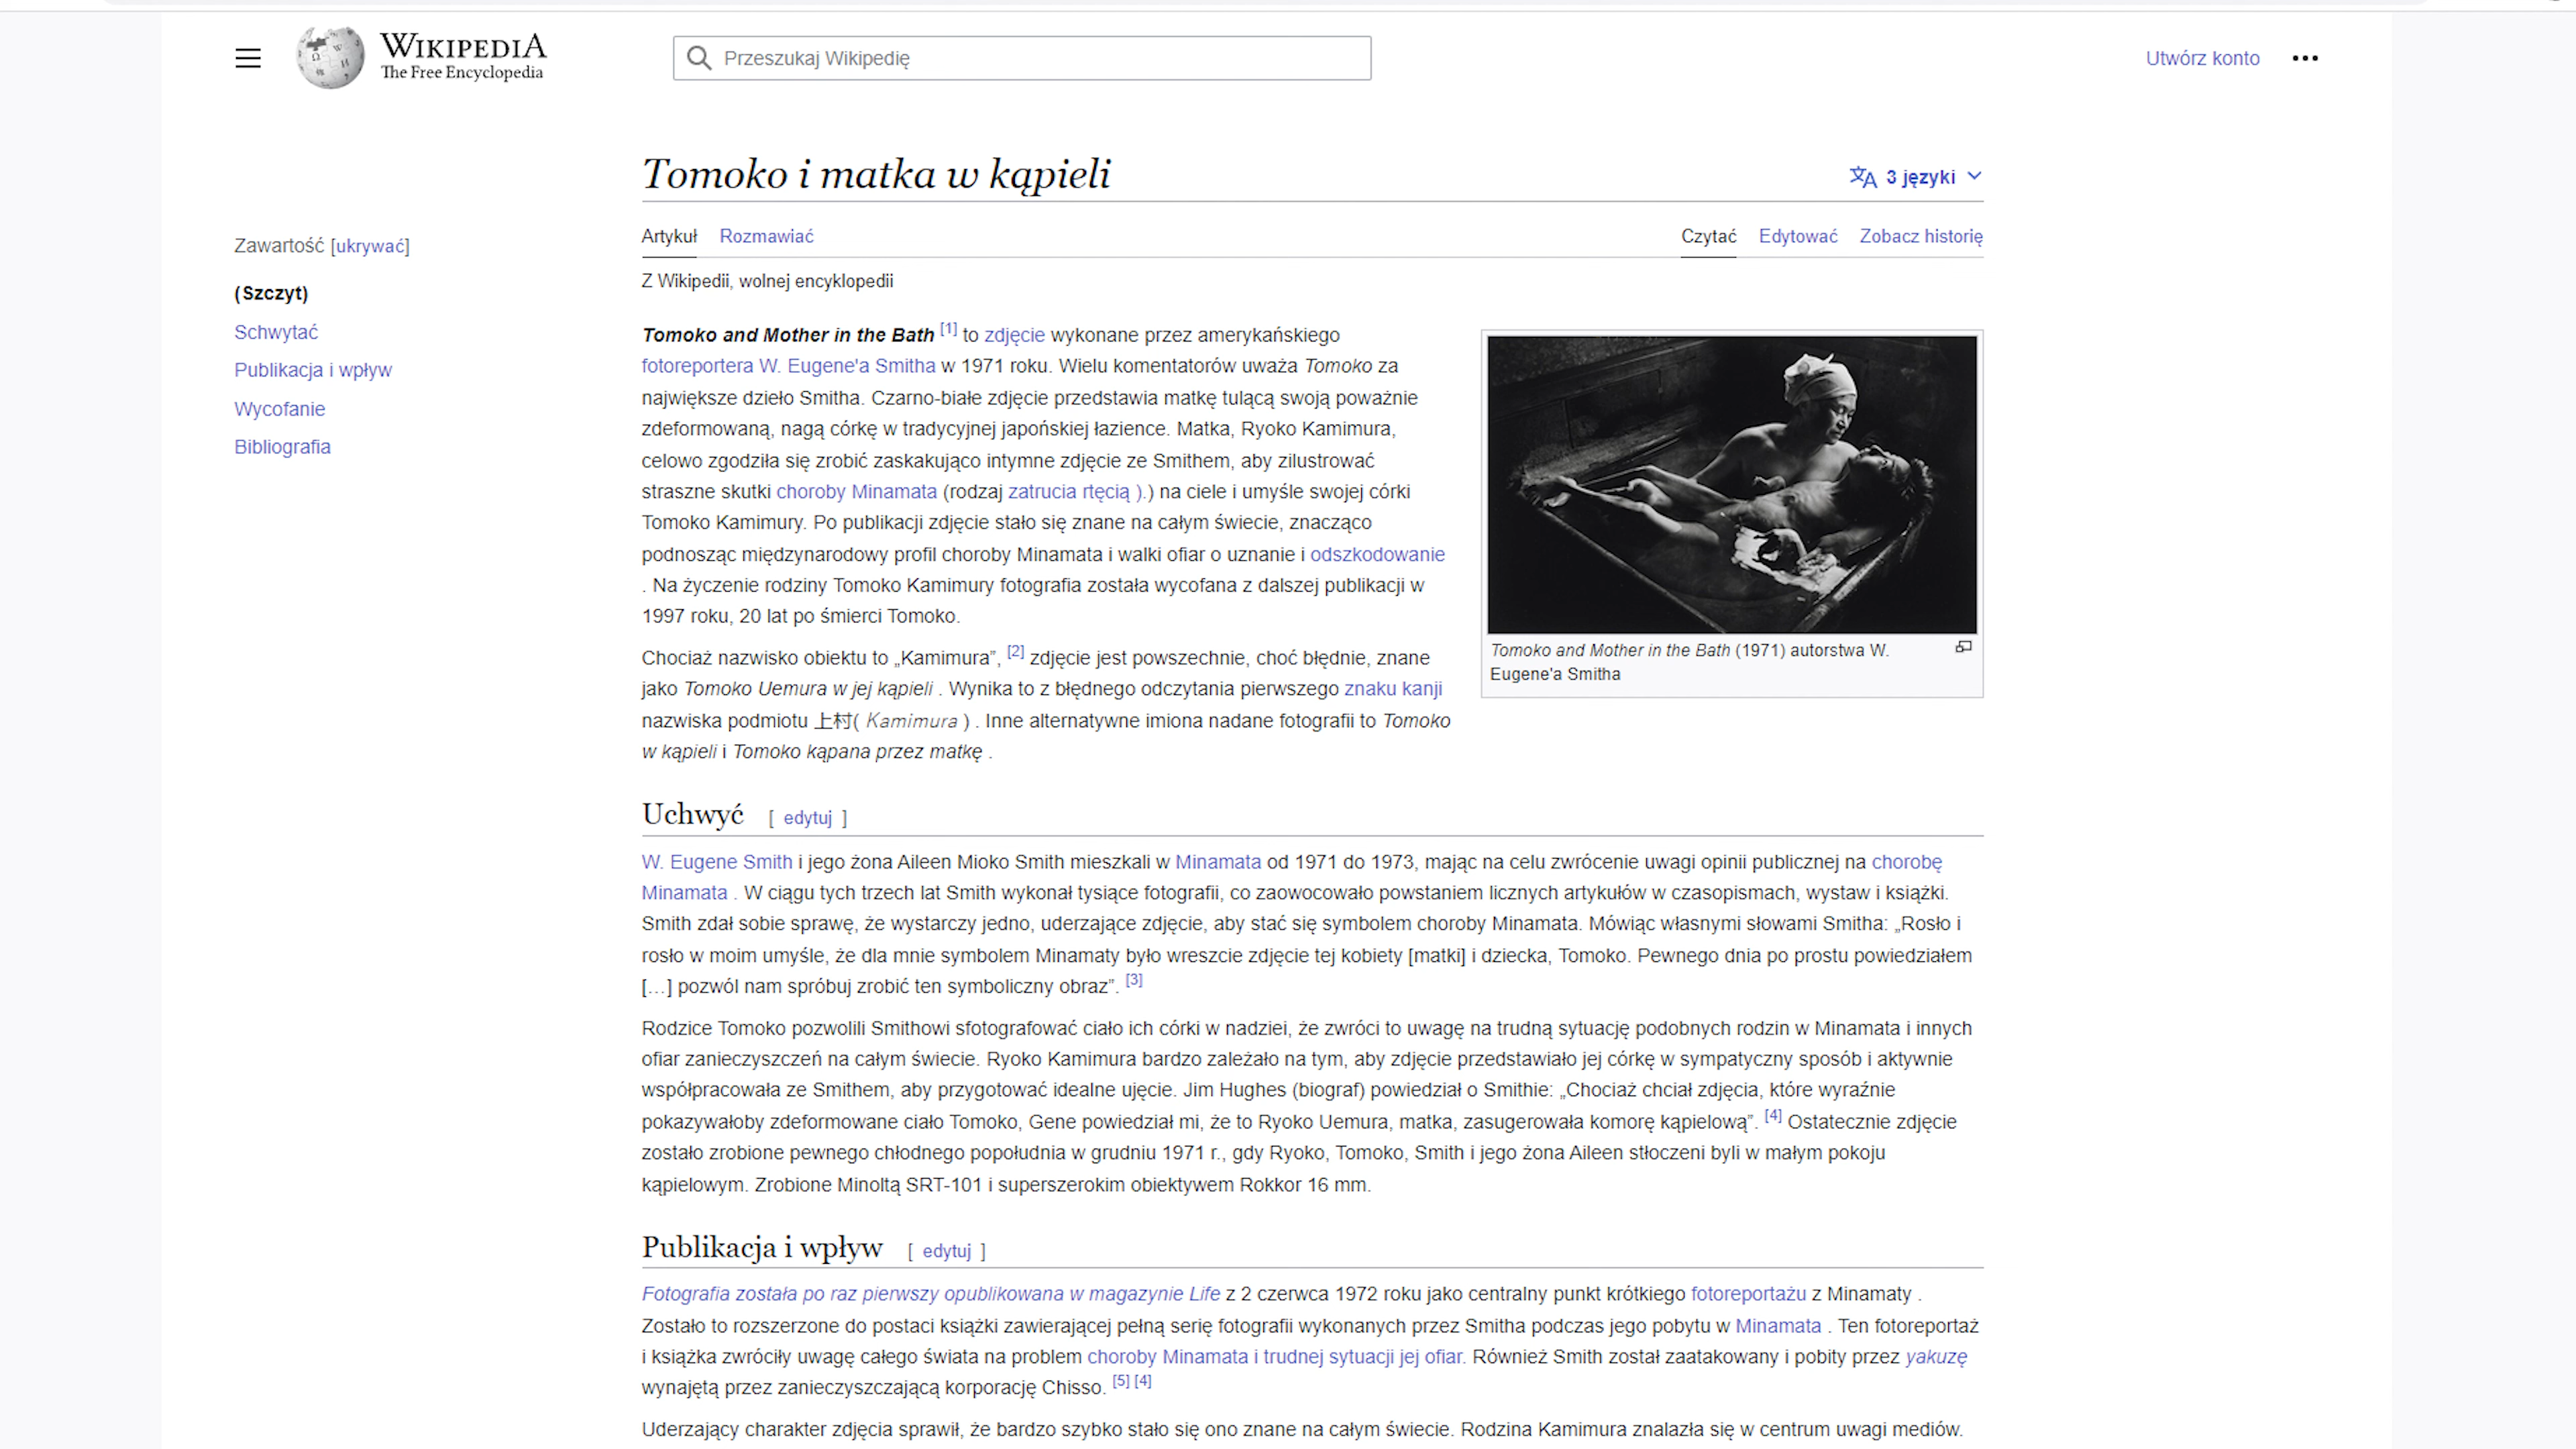 WIKIPEDIA
The Free Encyclopedia
Przeszukaj Wikipedię
Utwórz konto
Tomoko i matka w kąpieli
3 języki
Zawartość [ukrywać]
(Szczyt)
Schwytać
Publikacja i wpływ
Wycofanie
Bibliografia
Artykuł Rozmawiać
Czytać Edytować Zobacz historię
Z Wikipedii, wolnej encyklopedii
Tomoko and Mother in the Bath [1] to zdjęcie wykonane przez amerykańskiego
fotoreportera W. Eugene'a Smitha w 1971 roku. Wielu komentatorów uważa Tomoko za
największe dzieło Smitha. Czarno-białe zdjęcie przedstawia matkę tulącą swoją poważnie
zdeformowaną, nagą córkę w tradycyjnej japońskiej łazience. Matka, Ryoko Kamimura,
celowo zgodziła się zrobić zaskakująco intymne zdjęcie ze Smithem, aby zilustrować
straszne skutki choroby Minamata (rodzaj zatrucia rtęcią ).) na ciele i umyśle swojej córki
Tomoko Kamimury. Po publikacji zdjęcie stało się znane na całym świecie, znacząco
podnosząc międzynarodowy profil choroby Minamata i walki ofiar o uznanie i odszkodowanie
. Na życzenie rodziny Tomoko Kamimury fotografia została wycofana z dalszej publikacji w
1997 roku, 20 lat po śmierci Tomoko.
Chociaż nazwisko obiektu to „Kamimura”, [2] zdjęcie jest powszechnie, choć błędnie, znane
jako Tomoko Uemura w jej kąpieli . Wynika to z błędnego odczytania pierwszego znaku kanji
nazwiska podmiotu 上村( Kamimura ) . Inne alternatywne imiona nadane fotografii to Tomoko
w kąpieli i Tomoko kąpana przez matkę .
Tomoko and Mother in the Bath (1971) autorstwa W.
Eugene'a Smitha
Uchwyć [ edytuj ]
W. Eugene Smith i jego żona Aileen Mioko Smith mieszkali w Minamata od 1971 do 1973, mając na celu zwrócenie uwagi opinii publicznej na chorobę
Minamata . W ciągu tych trzech lat Smith wykonał tysiące fotografii, co zaowocowało powstaniem licznych artykułów w czasopismach, wystaw i książki.
Smith zdał sobie sprawę, że wystarczy jedno, uderzające zdjęcie, aby stać się symbolem choroby Minamata. Mówiąc własnymi słowami Smitha: „Rosło i
rosło w moim umyśle, że dla mnie symbolem Minamaty było wreszcie zdjęcie tej kobiety [matki] i dziecka, Tomoko. Pewnego dnia po prostu powiedziałem
[…] pozwól nam spróbuj zrobić ten symboliczny obraz”. [3]
Rodzice Tomoko pozwolili Smithowi sfotografować ciało ich córki w nadziei, że zwróci to uwagę na trudną sytuację podobnych rodzin w Minamata i innych
ofiar zanieczyszczeń na całym świecie. Ryoko Kamimura bardzo zależało na tym, aby zdjęcie przedstawiało jej córkę w sympatyczny sposób i aktywnie
współpracowała ze Smithem, aby przygotować idealne ujęcie. Jim Hughes (biograf) powiedział o Smithie: „Chociaż chciał zdjęcia, które wyraźnie
pokazywałoby zdeformowane ciało Tomoko, Gene powiedział mi, że to Ryoko Uemura, matka, zasugerowała komorę kąpielową”. [4] Ostatecznie zdjęcie
zostało zrobione pewnego chłodnego popołudnia w grudniu 1971 r., gdy Ryoko, Tomoko, Smith i jego żona Aileen stłoczeni byli w małym pokoju
kąpielowym. Zrobione Minoltą SRT-101 i superszerokim obiektywem Rokkor 16 mm.
Publikacja i wpływ [ edytuj ]
Fotografia została po raz pierwszy opublikowana w magazynie Life z 2 czerwca 1972 roku jako centralny punkt krótkiego fotoreportażu z Minamaty .
Zostało to rozszerzone do postaci książki zawierającej pełną serię fotografii wykonanych przez Smitha podczas jego pobytu w Minamata . Ten fotoreportaż
i książka zwróciły uwagę całego świata na problem choroby Minamata i trudnej sytuacji jej ofiar. Również Smith został zaatakowany i pobity przez yakuzę
wynajętą przez zanieczyszczającą korporację Chisso. [5] [4]
Uderzający charakter zdjęcia sprawił, że bardzo szybko stało się ono znane na całym świecie. Rodzina Kamimura znalazła się w centrum uwagi mediów.